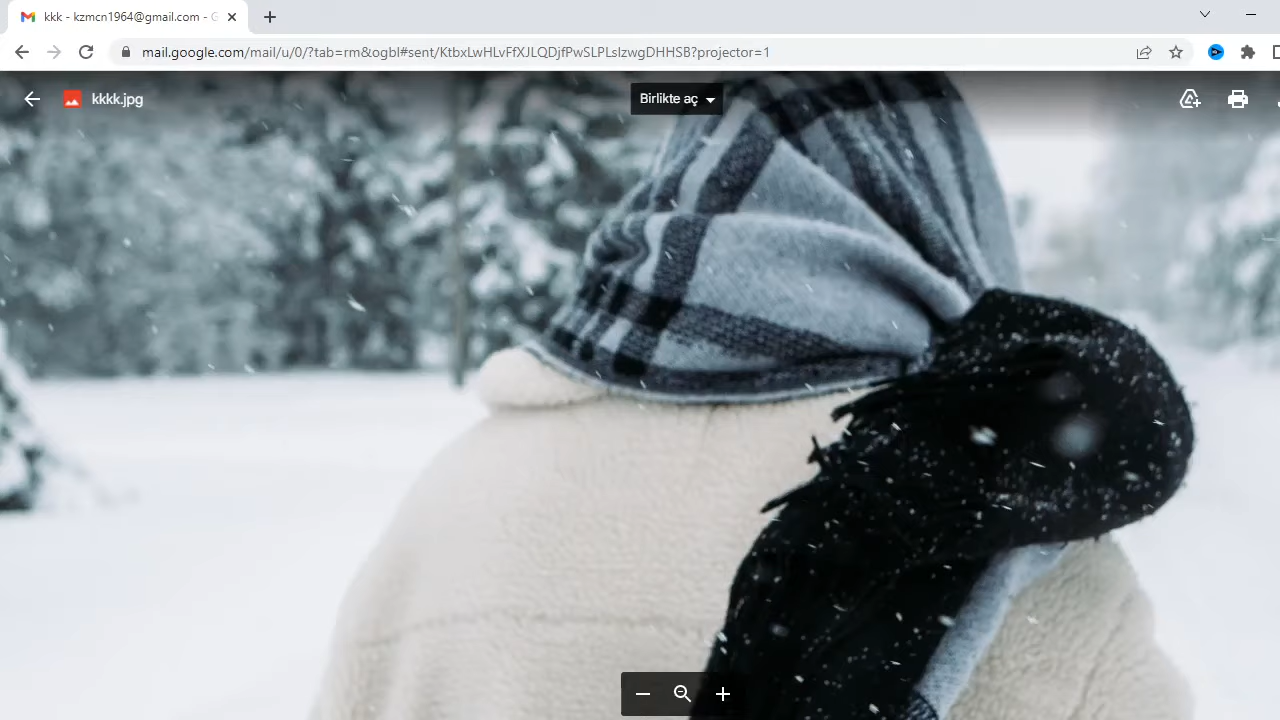 kkk - kzmcn1964@gmail.com - G
mail.google.com/mail/u/0/?tab=rm&ogbl#sent/KtbxLwHLvFfXJLQDjfPwSLPLsIzwgDHHSB?projector=1
kkkk.jpg
Birlikte aç